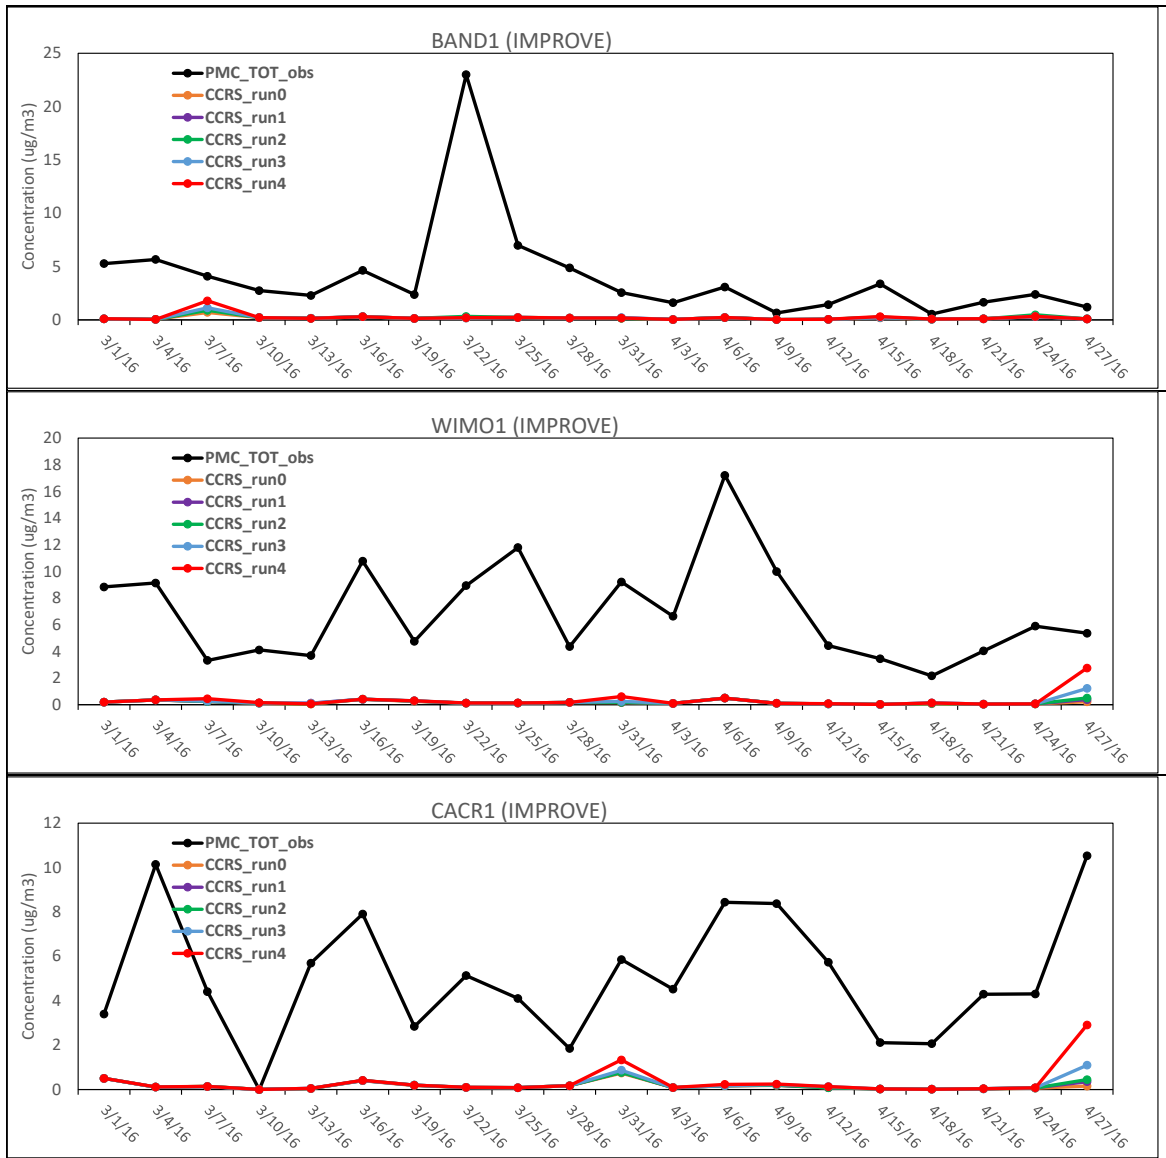 BAND1 (IMPROVE)
Concentration (ug/m3)
25
20
15
10
5
0
PMC_TOT_obs
CCRS_run0
CCRS_run1
CCRS_run2
CCRS_run3
CCRS_run4
3/1/16 3/4/16 3/7/16 3/10/16 3/13/16 3/16/16 3/19/16 3/22/16 3/25/16 3/28/16 3/31/16 4/3/16 4/6/16 4/9/16 4/12/16 4/15/16 4/18/16 4/21/16 4/24/16 4/27/16
WIMO1 (IMPROVE)
Concentration (ug/m3)
20
18
16
14
12
10
8
6
4
2
0
PMC_TOT_obs
CCRS_run0
CCRS_run1
CCRS_run2
CCRS_run3
CCRS_run4
3/1/16 3/4/16 3/7/16 3/10/16 3/13/16 3/16/16 3/19/16 3/22/16 3/25/16 3/28/16 3/31/16 4/3/16 4/6/16 4/9/16 4/12/16 4/15/16 4/18/16 4/21/16 4/24/16 4/27/16
CACR1 (IMPROVE)
Concentration (ug/m3)
12
10
8
6
4
2
0
PMC_TOT_obs
CCRS_run0
CCRS_run1
CCRS_run2
CCRS_run3
CCRS_run4
3/1/16 3/4/16 3/7/16 3/10/16 3/13/16 3/16/16 3/19/16 3/22/16 3/25/16 3/28/16 3/31/16 4/3/16 4/6/16 4/9/16 4/12/16 4/15/16 4/18/16 4/21/16 4/24/16 4/27/16